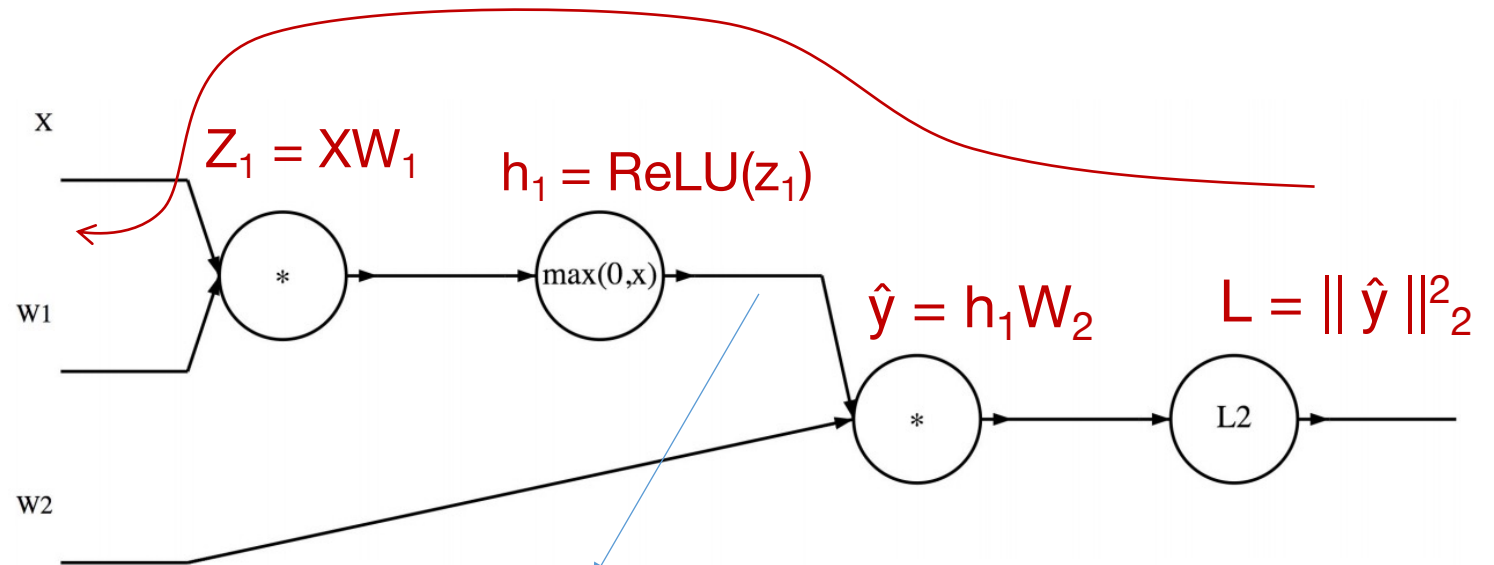 X
Z₁ = XW₁
h₁ = ReLU(z₁)
*
max(0,x)
W1
ŷ = h₁W₂
L = || ŷ ||²₂
*
L2
W2